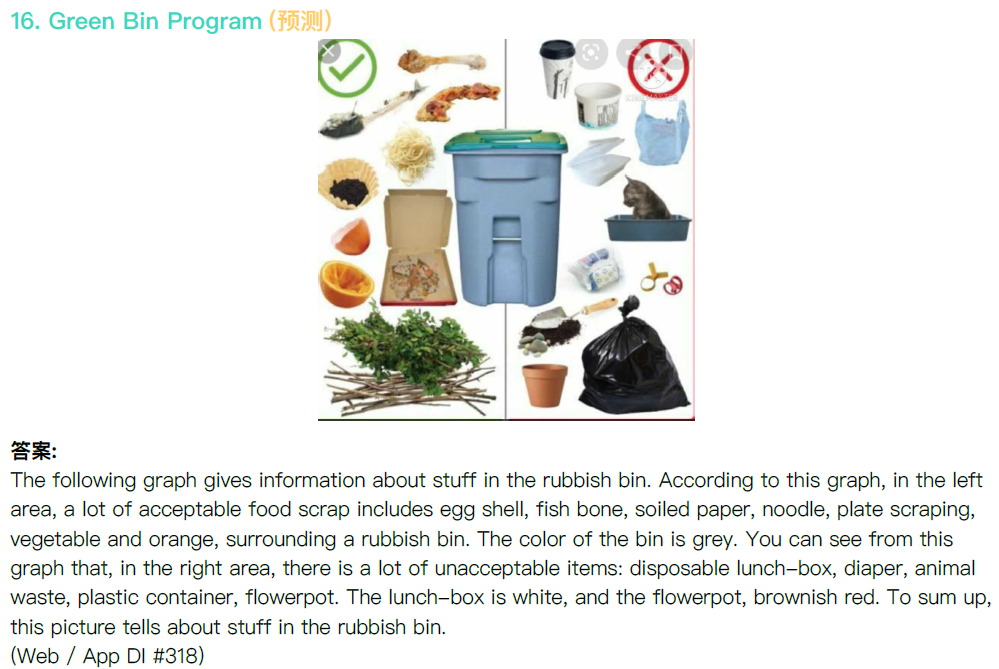 16. Green Bin Program (预测)
答案:
The following graph gives information about stuff in the rubbish bin. According to this graph, in the left
area, a lot of acceptable food scrap includes egg shell, fish bone, soiled paper, noodle, plate scraping,
vegetable and orange, surrounding a rubbish bin. The color of the bin is grey. You can see from this
graph that, in the right area, there is a lot of unacceptable items: disposable lunch-box, diaper, animal
waste, plastic container, flowerpot. The lunch-box is white, and the flowerpot, brownish red. To sum up,
this picture tells about stuff in the rubbish bin.
(Web / App DI #318)